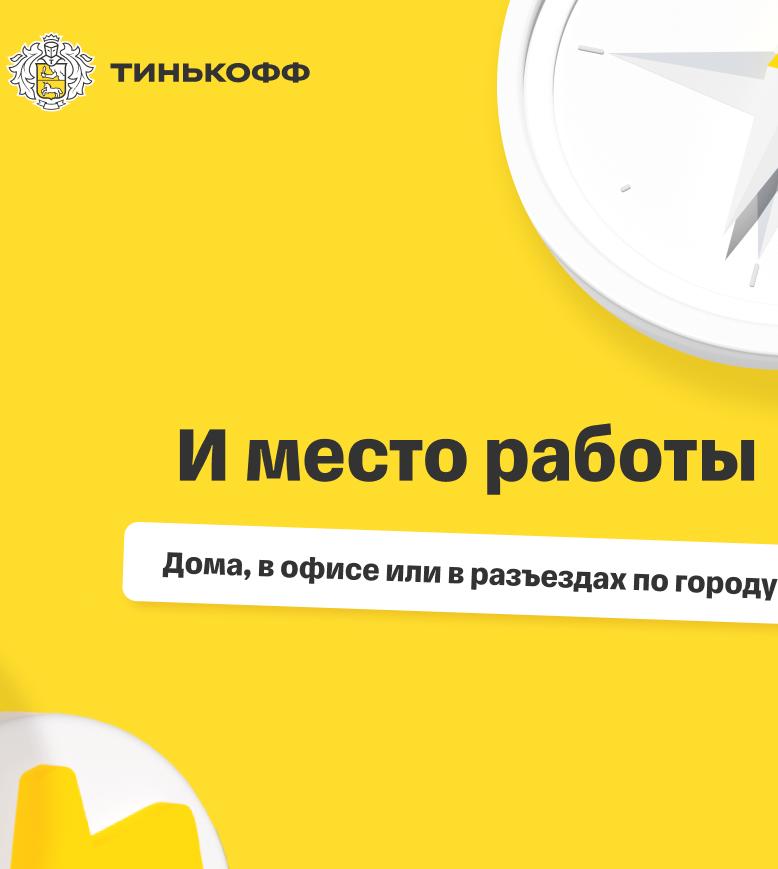 ТИНЬКОФФ
И место работы
Дома, в офисе или в разъездах по городу